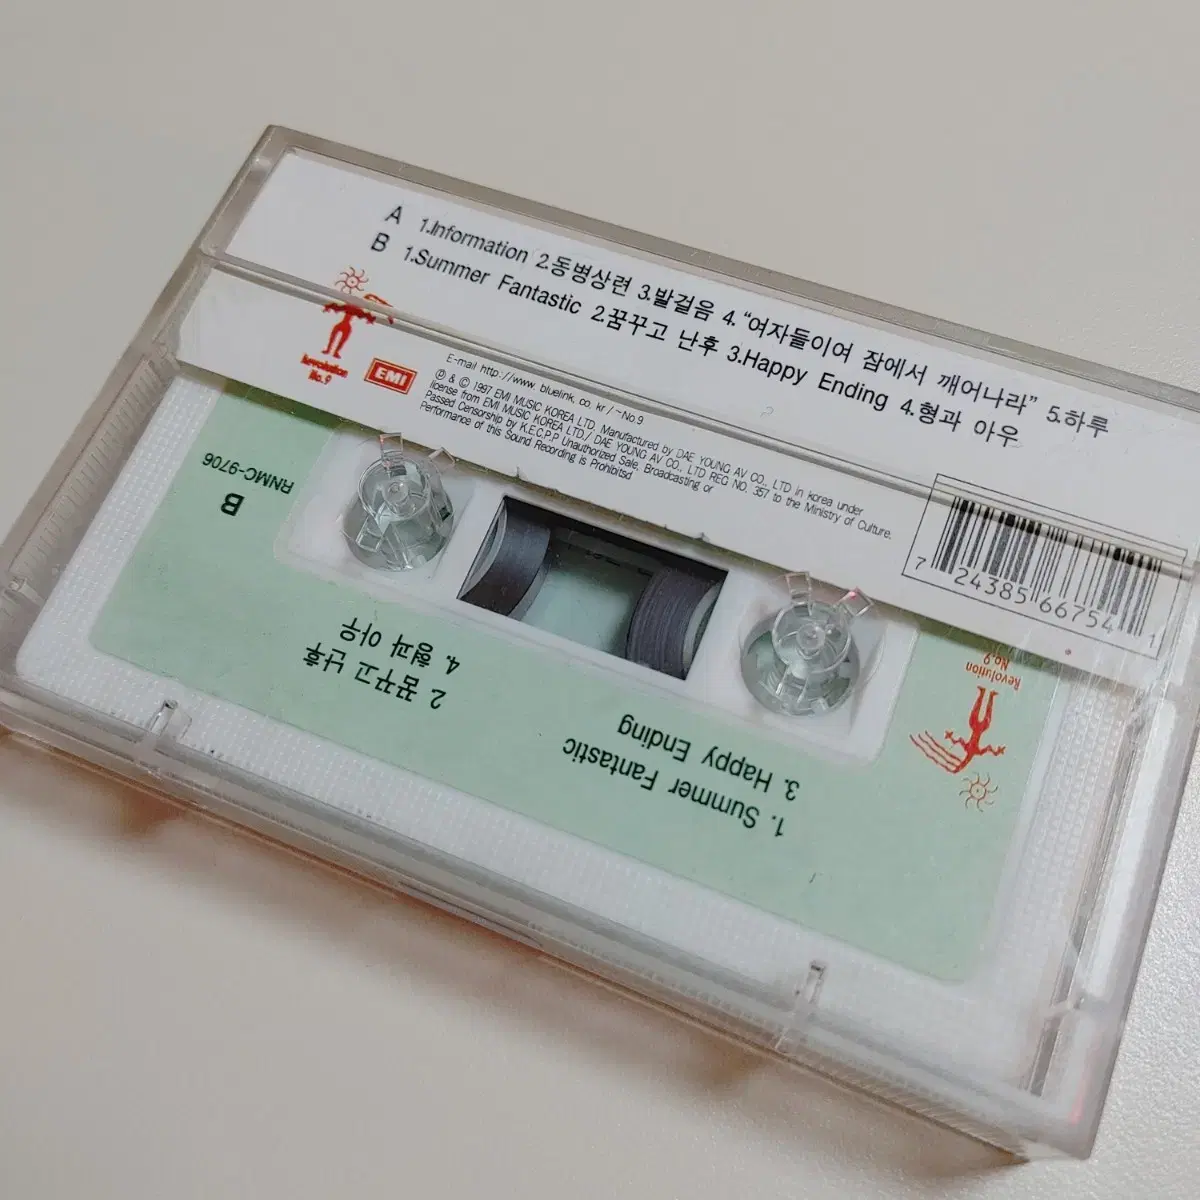 A 1.Information 2.동병상련 3.발걸음 4."여자들이여 잠에서 깨어나라" 5.하루
B 1.Summer Fantastic 2.꿈꾸고 난후 3.Happy Ending 4.형과 아우
Revolution
No.9
EMI
E-mail http://www. bluelink. co. kr/~No.9
℗ & © 1997 EMI MUSIC KOREA LTD. Manufactured by DAE YOUNG AV CO., LTD in korea under
license from EMI MUSIC KOREA LTD./ DAE YOUNG AV CO., LTD REG NO. 357 to the Ministry of Culture.
Passed Censorship by K.E.C.P.P Unauthorized Sale, Broadcasting or
Performance of this Sound Recording is Prohibitsd
7 24385 66754 1
RNMC-9706
B
Revolution
No.9
1. Summer Fantastic
2 꿈꾸고 난후
3. Happy Ending
4. 형과 아우